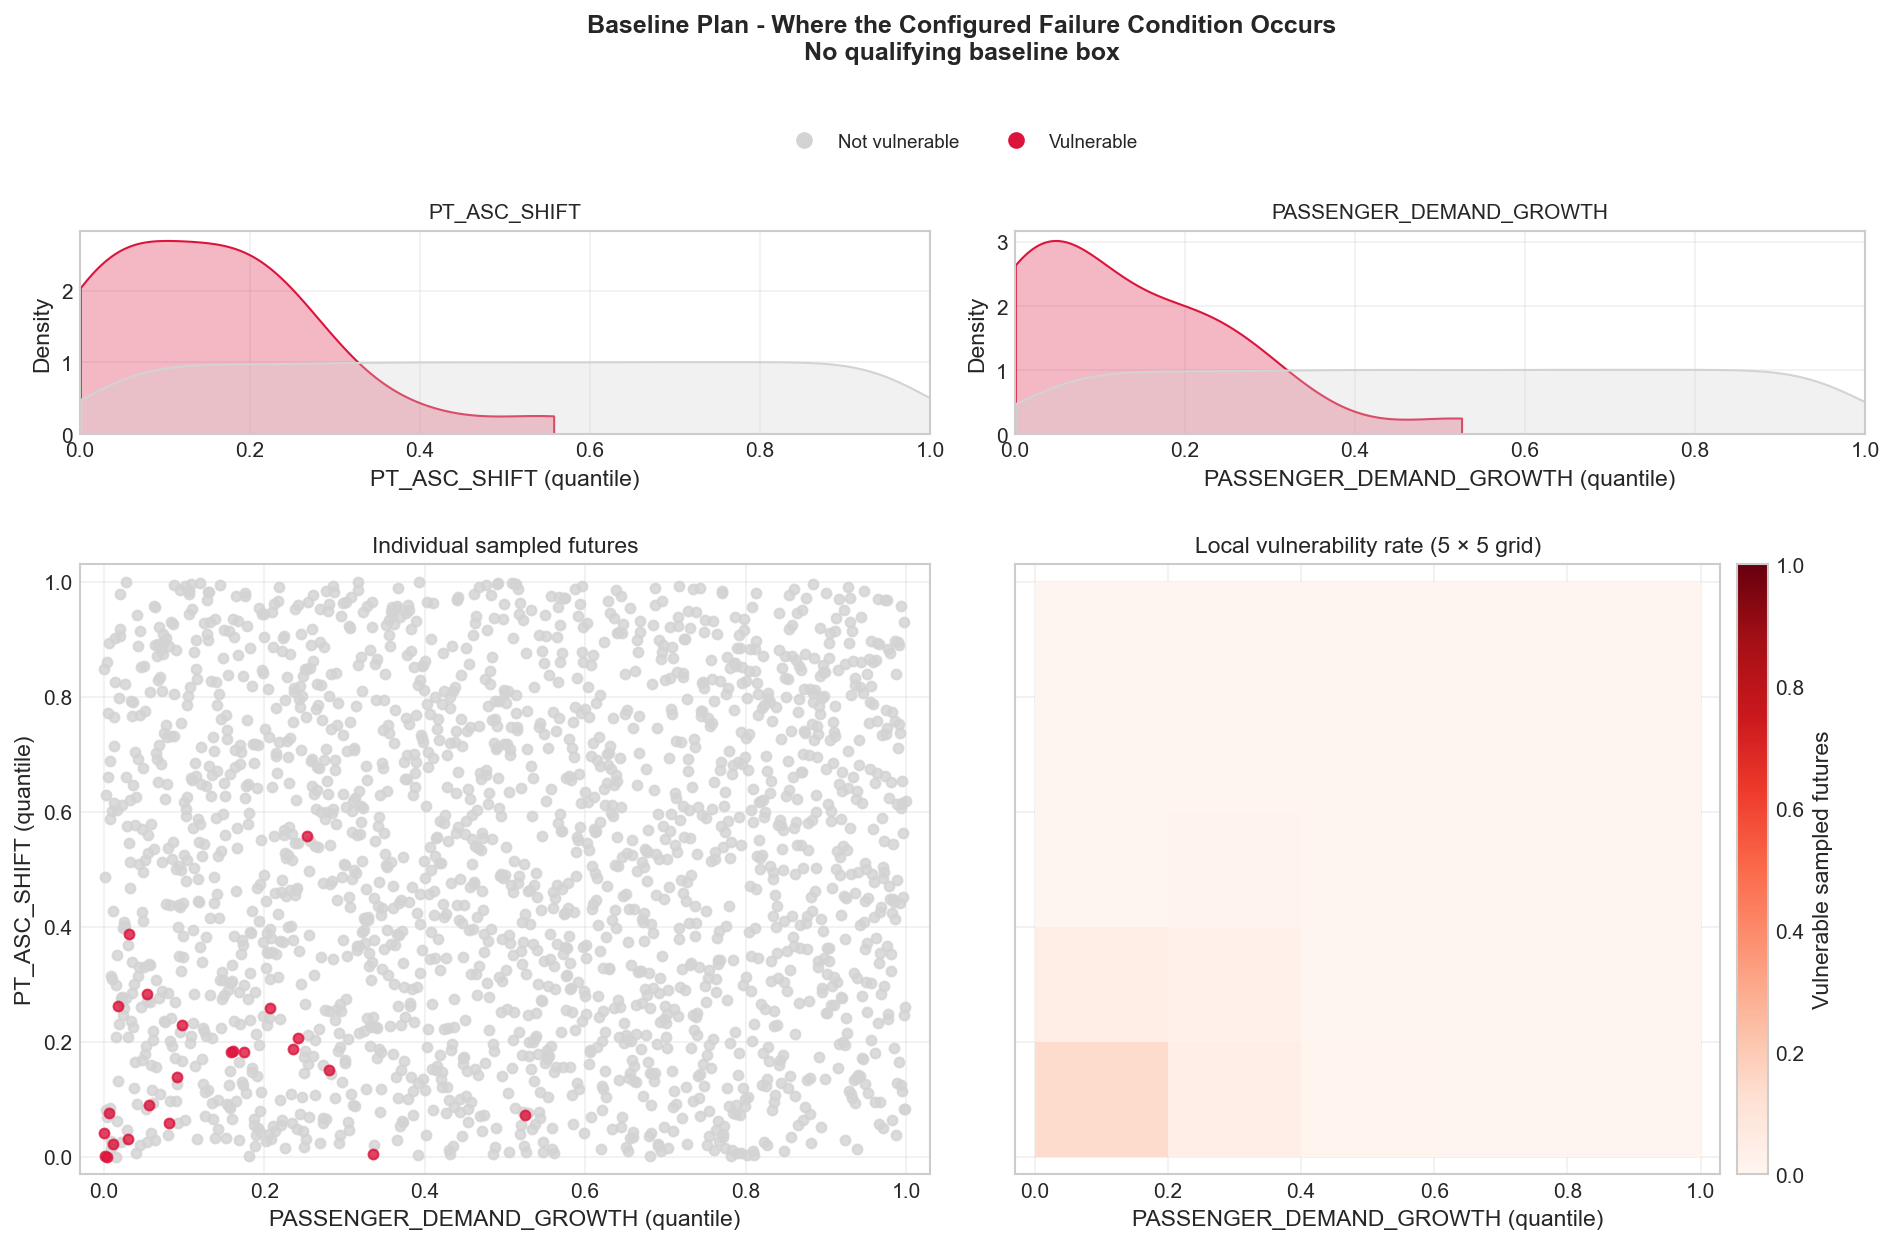 Baseline Plan - Where the Configured Failure Condition Occurs
No qualifying baseline box
Not vulnerable
Vulnerable
PT_ASC_SHIFT
Density
2
1
0
0.0 0.2 0.4 0.6 0.8 1.0
PT_ASC_SHIFT (quantile)
PASSENGER_DEMAND_GROWTH
Density
3
2
1
0
0.0 0.2 0.4 0.6 0.8 1.0
PASSENGER_DEMAND_GROWTH (quantile)
Individual sampled futures
PT_ASC_SHIFT (quantile)
1.0
0.8
0.6
0.4
0.2
0.0
0.0 0.2 0.4 0.6 0.8 1.0
PASSENGER_DEMAND_GROWTH (quantile)
Local vulnerability rate (5 × 5 grid)
0.0 0.2 0.4 0.6 0.8 1.0
PASSENGER_DEMAND_GROWTH (quantile)
1.0
0.8
0.6
0.4
0.2
0.0
Vulnerable sampled futures